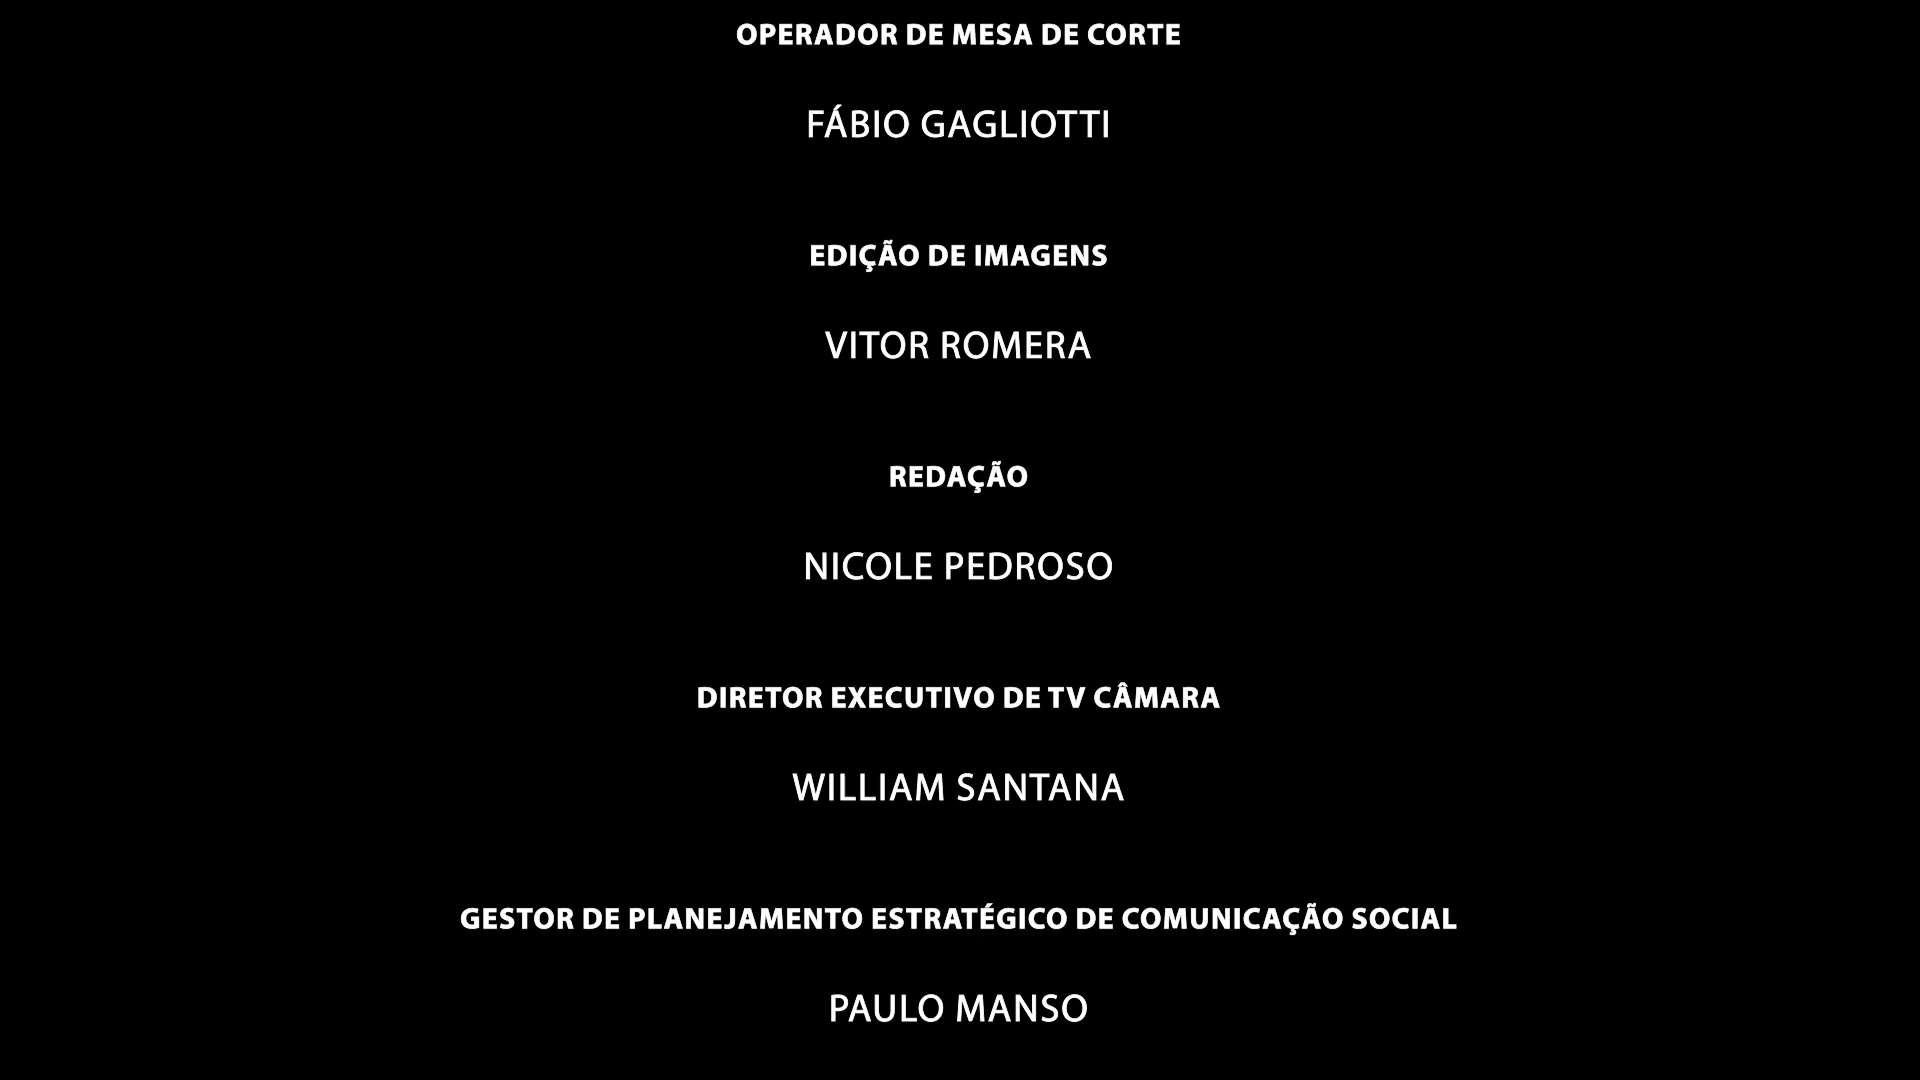 OPERADOR DE MESA DE CORTE
FÁBIO GAGLIOTTI
EDIÇÃO DE IMAGENS
VITOR ROMERA
REDAÇÃO
NICOLE PEDROSO
DIRETOR EXECUTIVO DE TV CÂMARA
WILLIAM SANTANA
GESTOR DE PLANEJAMENTO ESTRATÉGICO DE COMUNICAÇÃO SOCIAL
PAULO MANSO